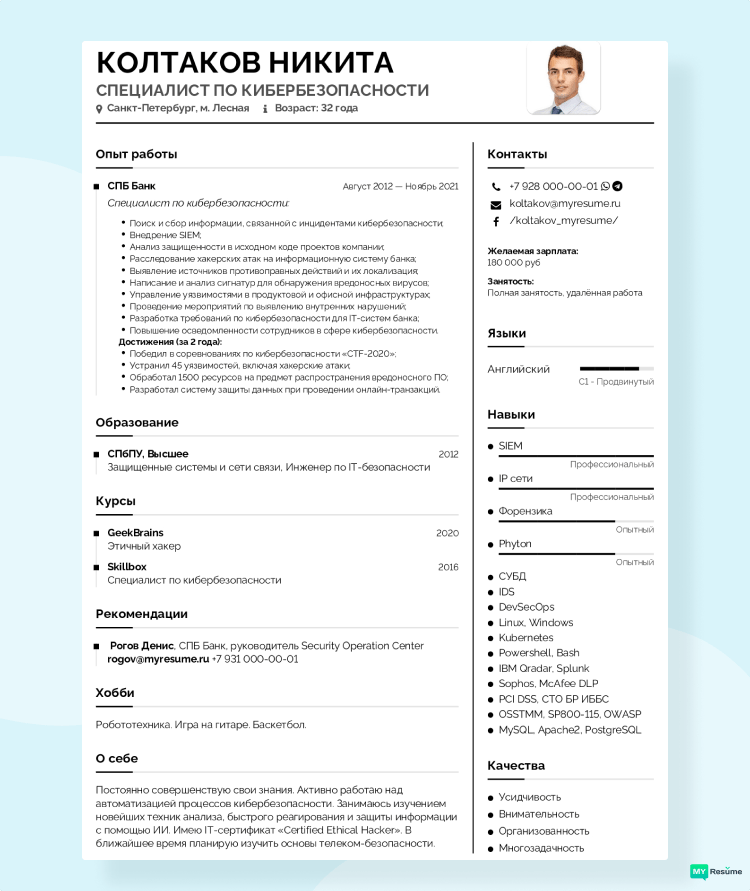 КОЛТАКОВ НИКИТА
СПЕЦИАЛИСТ ПО КИБЕРБЕЗОПАСНОСТИ
Санкт-Петербург, м. Лесная Возраст: 32 года
Опыт работы
СПБ Банк Август 2012 — Ноябрь 2021
Специалист по кибербезопасности:
• Поиск и сбор информации, связанной с инцидентами кибербезопасности;
• Внедрение SIEM;
• Анализ защищенности в исходном коде проектов компании;
• Расследование хакерских атак на информационную систему банка;
• Выявление источников противоправных действий и их локализация;
• Написание и анализ сигнатур для обнаружения вредоносных вирусов;
• Управление уязвимостями в продуктовой и офисной инфраструктурах;
• Проведение мероприятий по выявлению внутренних нарушений;
• Разработка требований по кибербезопасности для IT-систем банка;
• Повышение осведомленности сотрудников в сфере кибербезопасности.
Достижения (за 2 года):
• Победил в соревнованиях по кибербезопасности «CTF-2020»;
• Устранил 45 уязвимостей, включая хакерские атаки;
• Обработал 1500 ресурсов на предмет распространения вредоносного ПО;
• Разработал систему защиты данных при проведении онлайн-транзакций.
Образование
СПбПУ, Высшее 2012
Защищенные системы и сети связи, Инженер по IT-безопасности
Курсы
GeekBrains 2020
Этичный хакер
Skillbox 2016
Специалист по кибербезопасности
Рекомендации
Рогов Денис, СПБ Банк, руководитель Security Operation Center
rogov@myresume.ru +7 931 000-00-01
Хобби
Робототехника. Игра на гитаре. Баскетбол.
О себе
Постоянно совершенствую свои знания. Активно работаю над
автоматизацией процессов кибербезопасности. Занимаюсь изучением
новейших техник анализа, быстрого реагирования и защиты информации
с помощью ИИ. Имею IT-сертификат «Certified Ethical Hacker». В
ближайшее время планирую изучить основы телеком-безопасности.
Контакты
+7 928 000-00-01
koltakov@myresume.ru
/koltakov_myresume/
Желаемая зарплата:
180 000 руб
Занятость:
Полная занятость, удалённая работа
Языки
Английский
C1 - Продвинутый
Навыки
• SIEM
Профессиональный
• IP сети
Профессиональный
• Форензика
Опытный
• Phyton
Опытный
• СУБД
• IDS
• DevSecOps
• Linux, Windows
• Kubernetes
• Powershell, Bash
• IBM Qradar, Splunk
• Sophos, McAfee DLP
• PCI DSS, СТО БР ИББС
• OSSTMM, SP800-115, OWASP
• MySQL, Apache2, PostgreSQL
Качества
• Усидчивость
• Внимательность
• Организованность
• Многозадачность
MY Resume